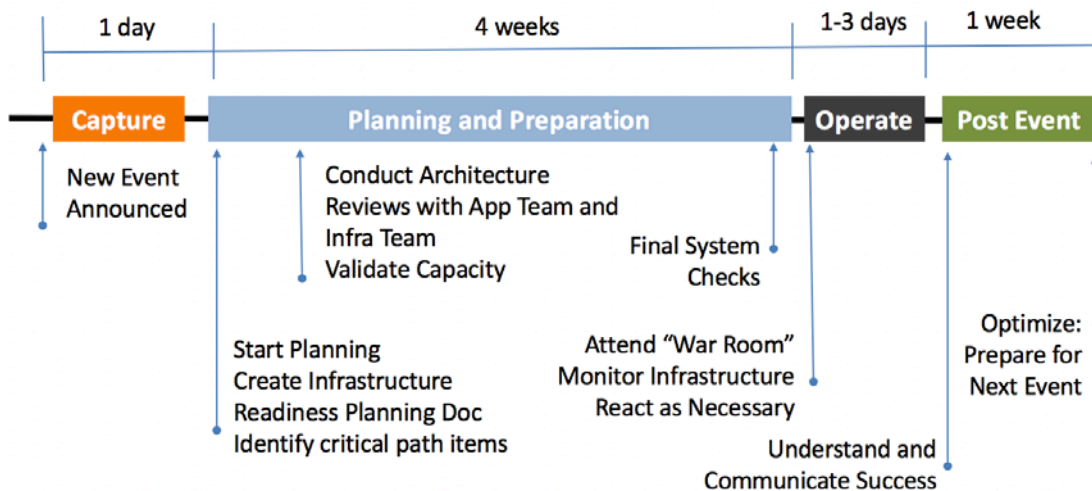 1 day
4 weeks
1-3 days
1 week
Capture
Planning and Preparation
Operate
Post Event
New Event
Announced
Conduct Architecture
Reviews with App Team and
Infra Team
Validate Capacity
Final System
Checks
Start Planning
Create Infrastructure
Readiness Planning Doc
Identify critical path items
Attend “War Room”
Monitor Infrastructure
React as Necessary
Optimize:
Prepare for
Next Event
Understand and
Communicate Success